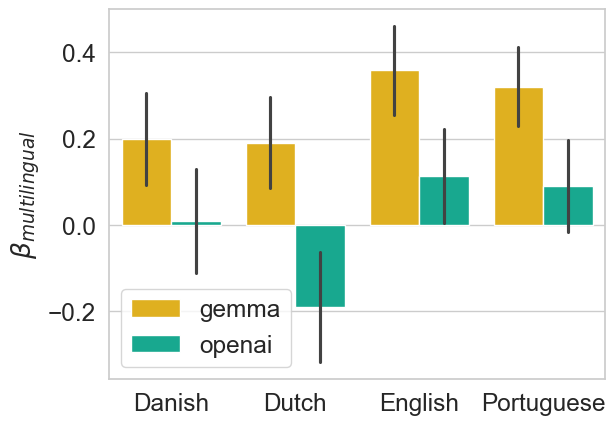 0.4
0.2
0.0
−0.2
β multilingual
gemma
openai
Danish Dutch English Portuguese